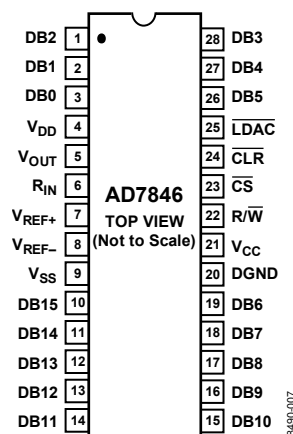 DB2 1 28 DB3
DB1 2 27 DB4
DB0 3 26 DB5
VDD 4 25 LDAC
VOUT 5 24 CLR
RIN 6 23 CS
AD7846
VREF+ 7 22 R/W
TOP VIEW
VREF– 8 21 VCC
(Not to Scale)
VSS 9 20 DGND
DB15 10 19 DB6
DB14 11 18 DB7
DB13 12 17 DB8
DB12 13 16 DB9
DB11 14 15 DB10